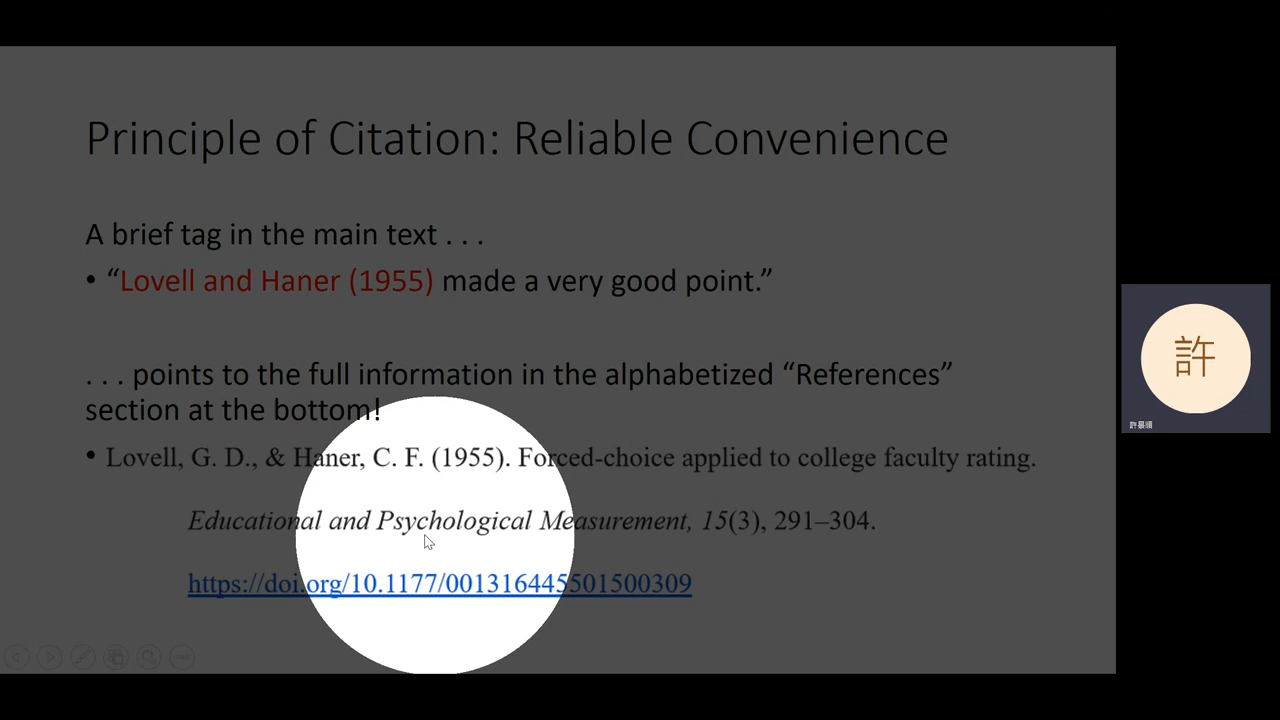 Principle of Citation: Reliable Convenience
A brief tag in the main text . . .
• “Lovell and Haner (1955) made a very good point.”
. . . points to the full information in the alphabetized “References”
section at the bottom!
• Lovell, G. D., & Haner, C. F. (1955). Forced-choice applied to college faculty rating.
Educational and Psychological Measurement, 15(3), 291–304.
https://doi.org/10.1177/001316445501500309
許
許景順